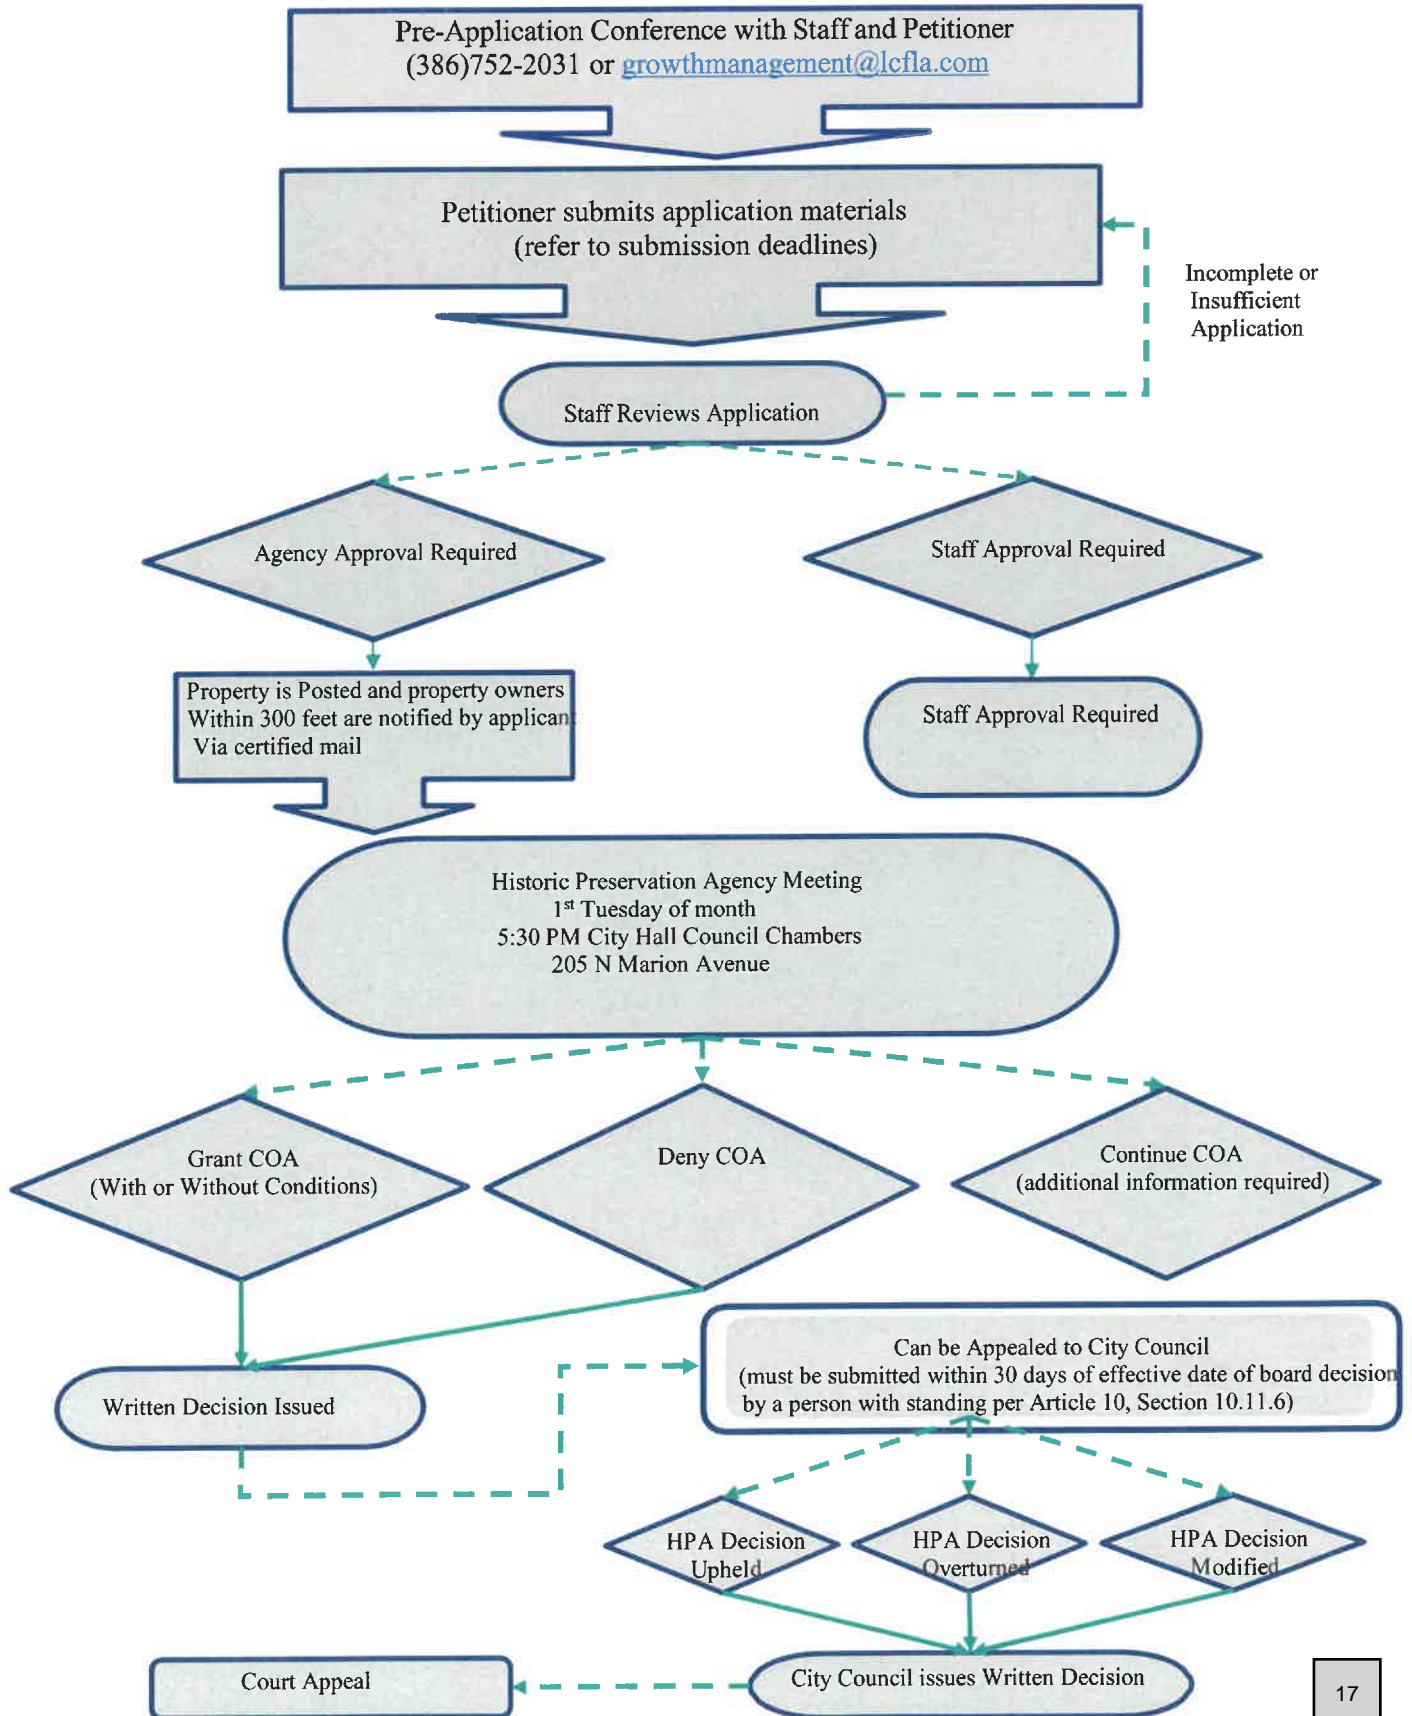 Pre-Application Conference with Staff and Petitioner
(386)752-2031 or growthmanagement@lcfla.com
Petitioner submits application materials
(refer to submission deadlines)
Incomplete or
Insufficient
Application
Staff Reviews Application
Agency Approval Required
Staff Approval Required
Property is Posted and property owners
Within 300 feet are notified by applicant
Via certified mail
Staff Approval Required
Historic Preservation Agency Meeting
1st Tuesday of month
5:30 PM City Hall Council Chambers
205 N Marion Avenue
Grant COA
(With or Without Conditions)
Deny COA
Continue COA
(additional information required)
Written Decision Issued
Can be Appealed to City Council
(must be submitted within 30 days of effective date of board decision
by a person with standing per Article 10, Section 10.11.6)
HPA Decision
Upheld
HPA Decision
Overturned
HPA Decision
Modified
Court Appeal
City Council issues Written Decision
17